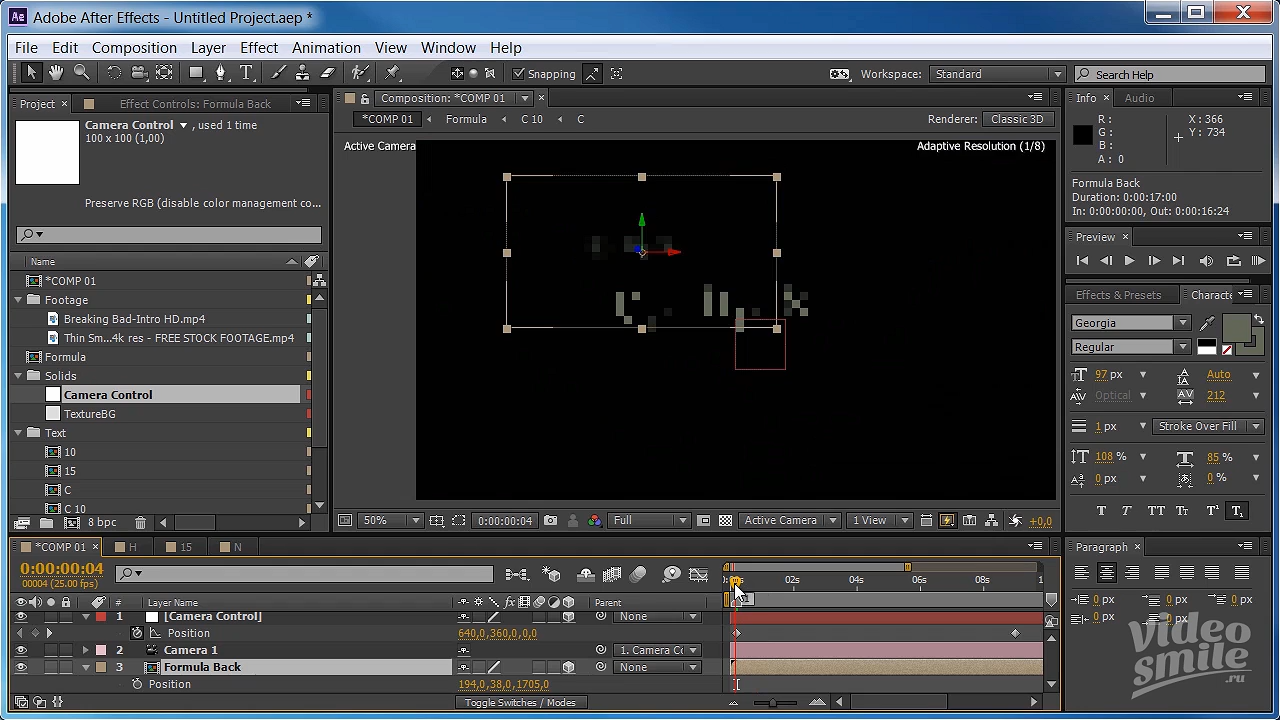 Adobe After Effects - Untitled Project.aep *
File Edit Composition Layer Effect Animation View Window Help
Snapping
Workspace: Standard
Search Help
Project
Effect Controls: Formula Back
Camera Control , used 1 time
100 x 100 (1,00)
Preserve RGB (disable color management co...
Name
*COMP 01
Footage
Breaking Bad-Intro HD.mp4
Thin Sm...4k res - FREE STOCK FOOTAGE.mp4
Formula
Solids
Camera Control
TextureBG
Text
10
15
C
C 10
8 bpc
Composition: *COMP 01
*COMP 01 Formula C 10 C
Renderer: Classic 3D
Active Camera
Adaptive Resolution (1/8)
50% 0:00:00:04 Full Active Camera 1 View +0,0
Info Audio
R : X : 366
G : Y : 734
B :
A : 0
Formula Back
Duration: 0:00:17:00
In: 0:00:00:00, Out: 0:00:16:24
Preview
Effects & Presets Characte
Georgia
Regular
97 px Auto
Optical 212
1 px Stroke Over Fill
108 % 85 %
0 px 0 %
T T TT Tt T¹ T₁
Paragraph
0 px 0 px 0 px
0 px 0 px
*COMP 01 H 15 N
0:00:00:04
00004 (25.00 fps)
02s 04s 06s 08s 1
# Layer Name Parent
1 [Camera Control] None
Position 640,0,360,0,0,0
2 Camera 1 1. Camera Co
3 Formula Back None
Position 194,0,38,0,1705,0
Toggle Switches / Modes
video
smile
.ru